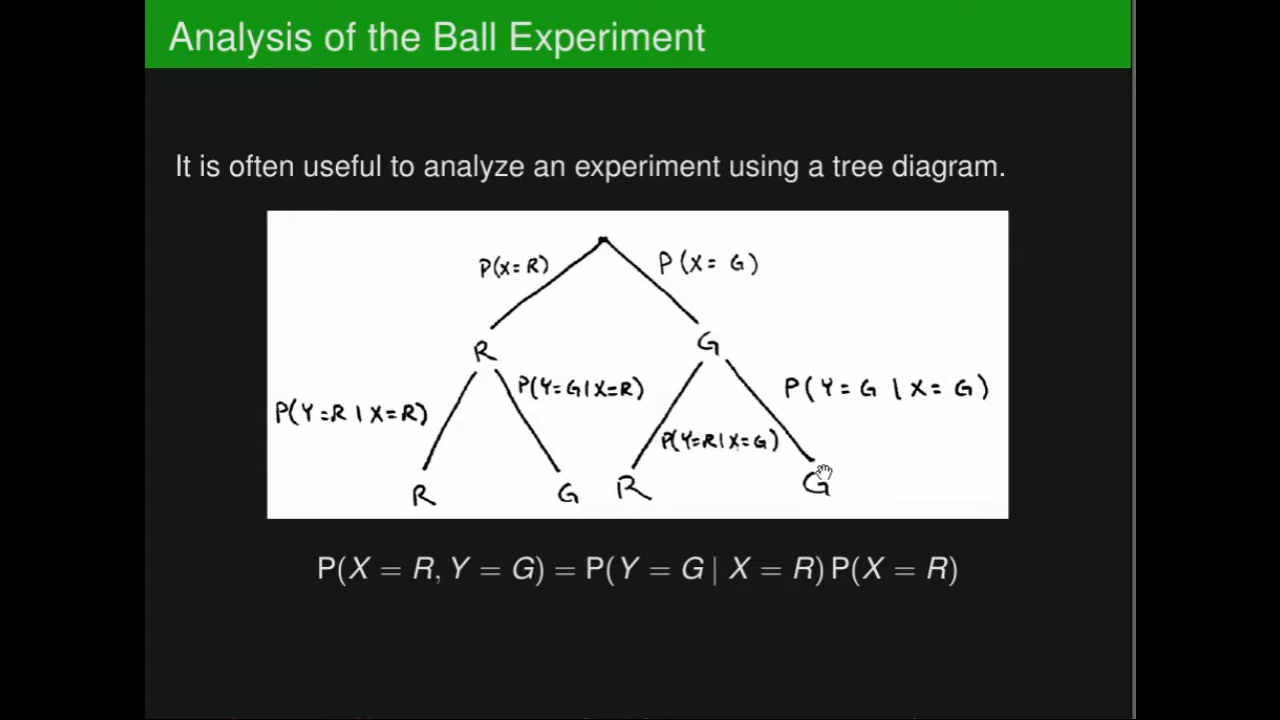 Analysis of the Ball Experiment
It is often useful to analyze an experiment using a tree diagram.
P(X=R) P(X=G)
R G
P(Y=R|X=R) P(Y=G|X=R) P(Y=R|X=G) P(Y=G|X=G)
R G R G
P(X = R, Y = G) = P(Y = G | X = R) P(X = R)